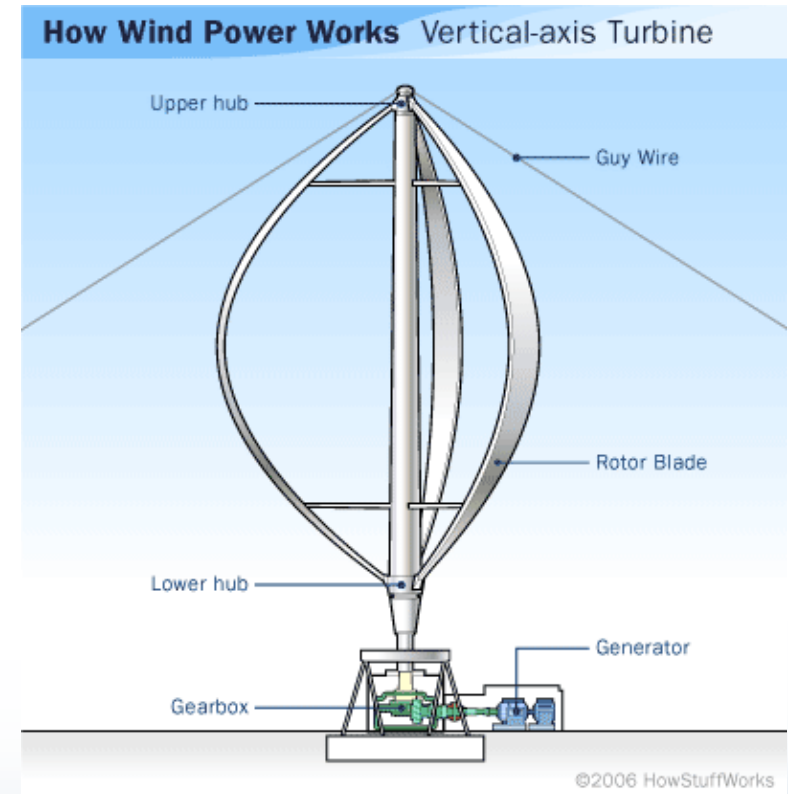 How Wind Power Works Vertical-axis Turbine
Upper hub
Guy Wire
Rotor Blade
Lower hub
Generator
Gearbox
©2006 HowStuffWorks